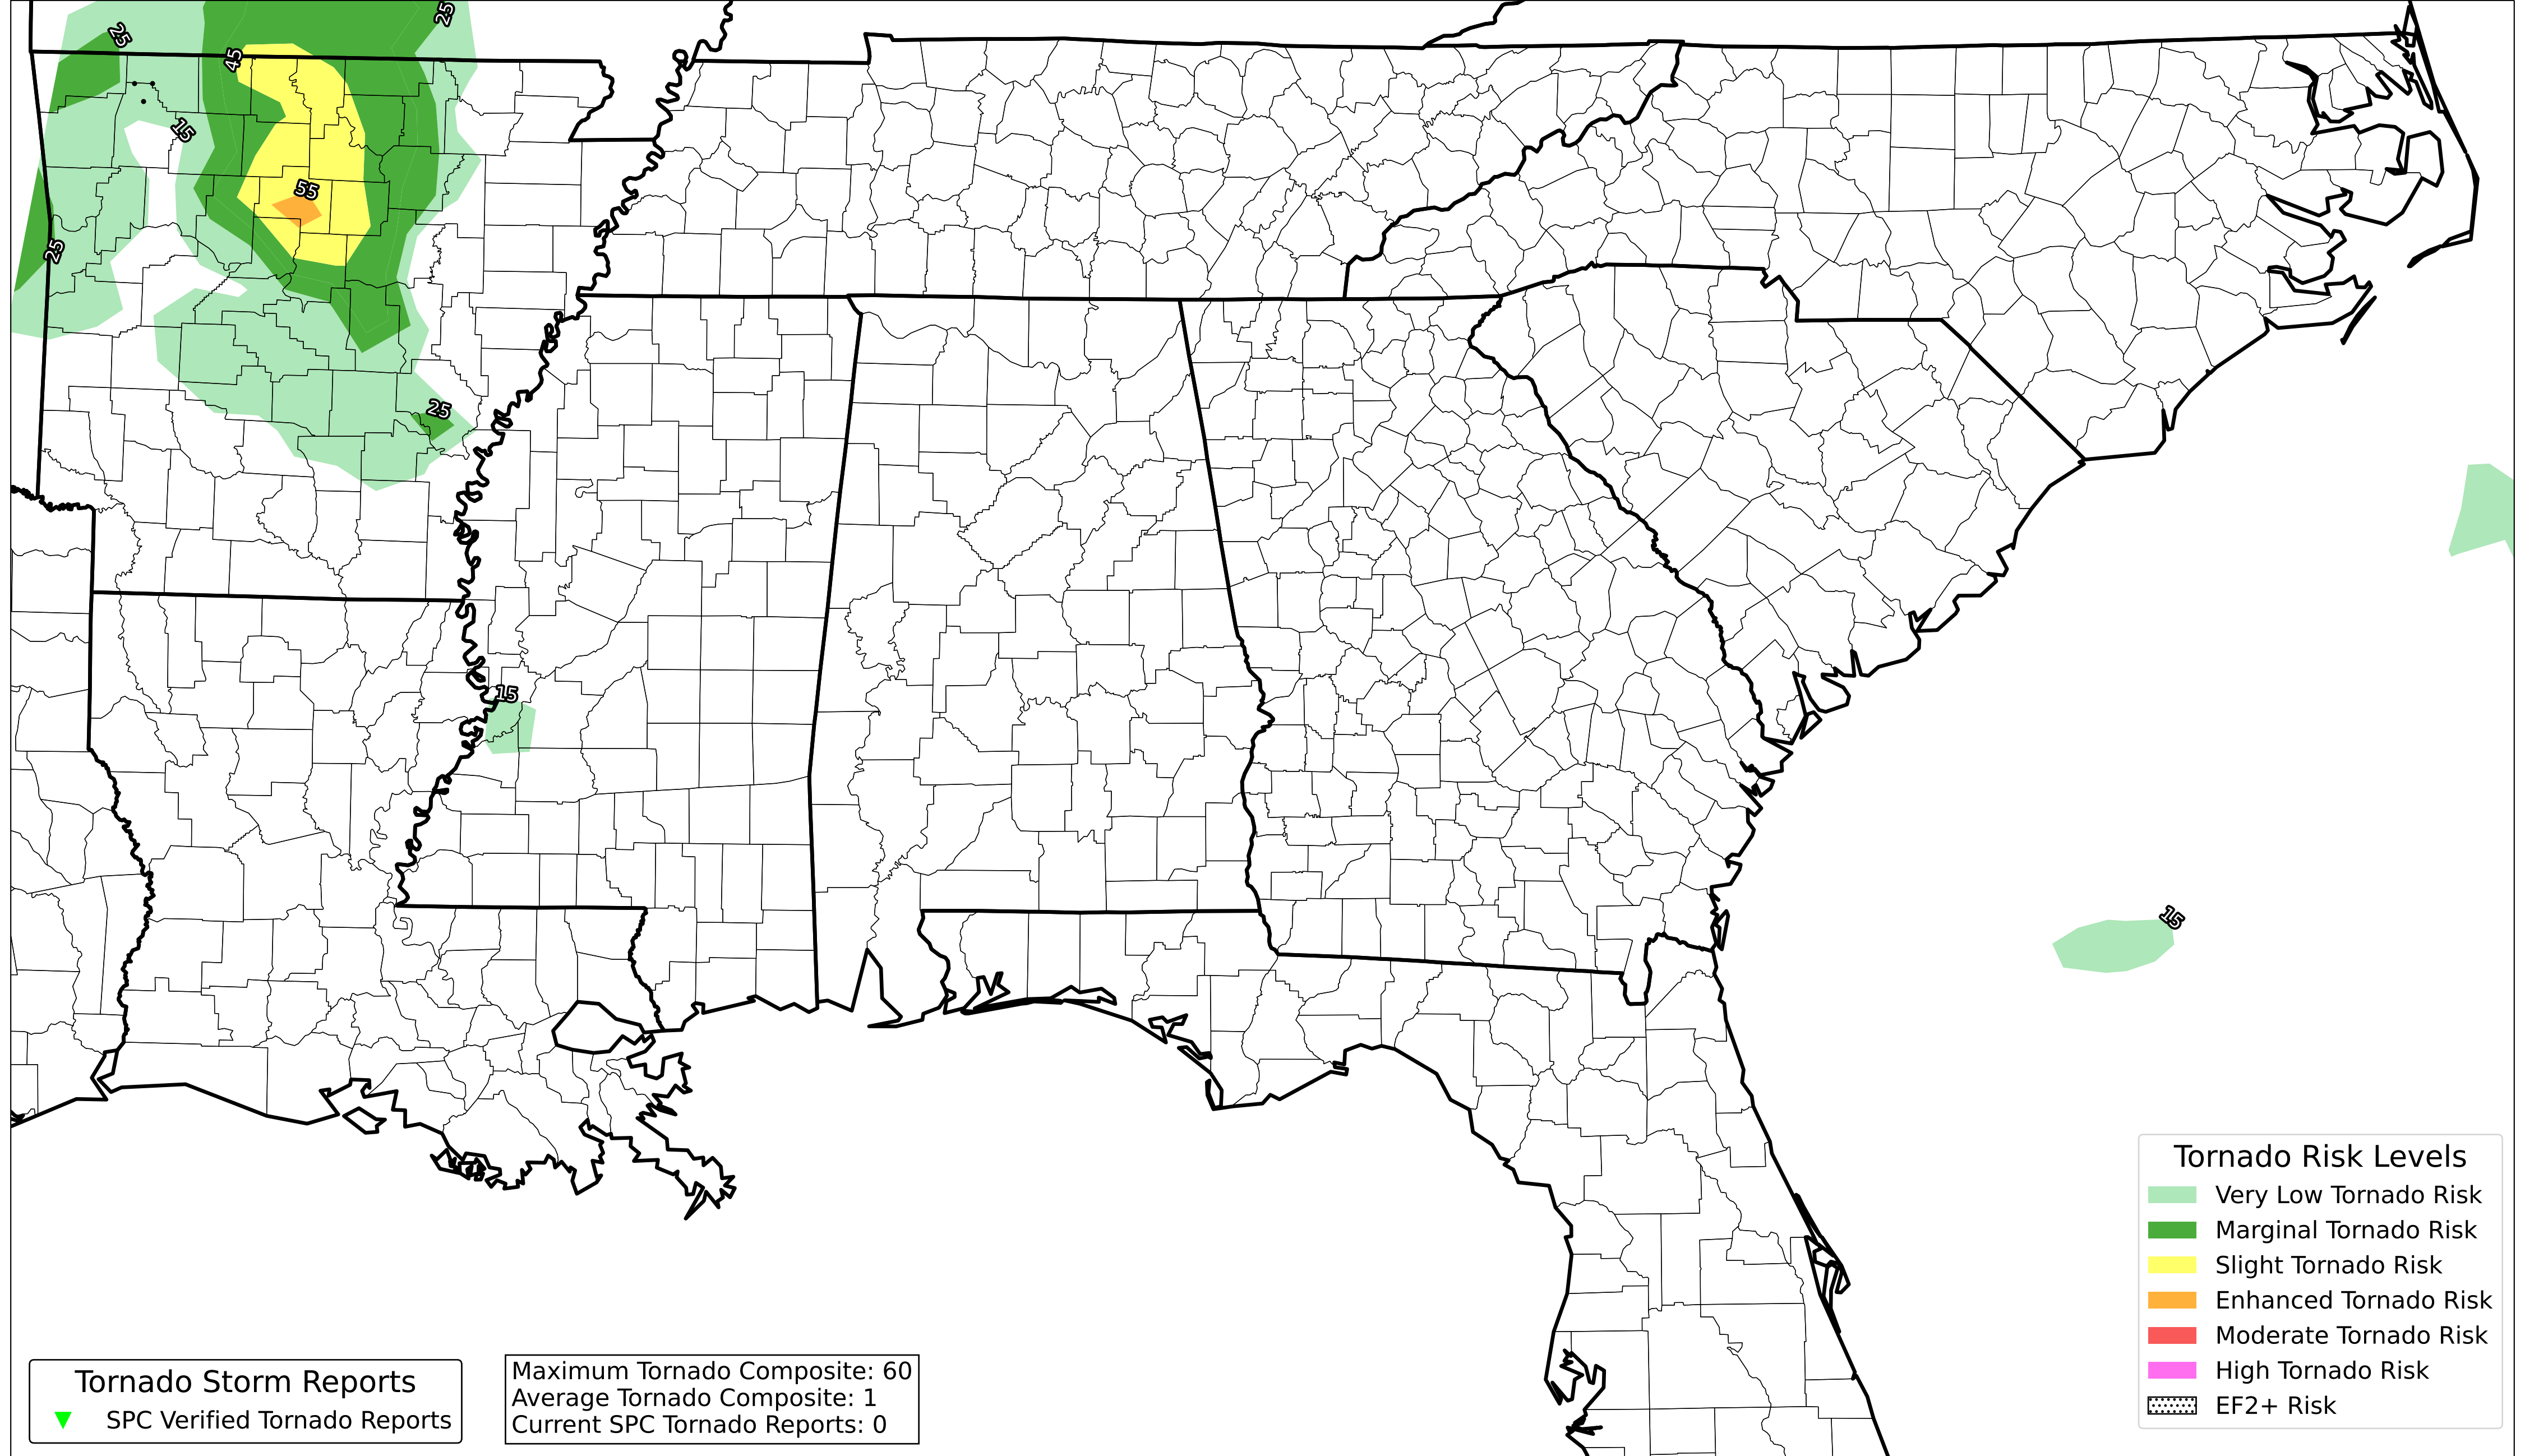 25
25
45
15
55
25
25
15
15
Tornado Risk Levels
Very Low Tornado Risk
Marginal Tornado Risk
Slight Tornado Risk
Enhanced Tornado Risk
Moderate Tornado Risk
High Tornado Risk
EF2+ Risk
Tornado Storm Reports
SPC Verified Tornado Reports
Maximum Tornado Composite: 60
Average Tornado Composite: 1
Current SPC Tornado Reports: 0